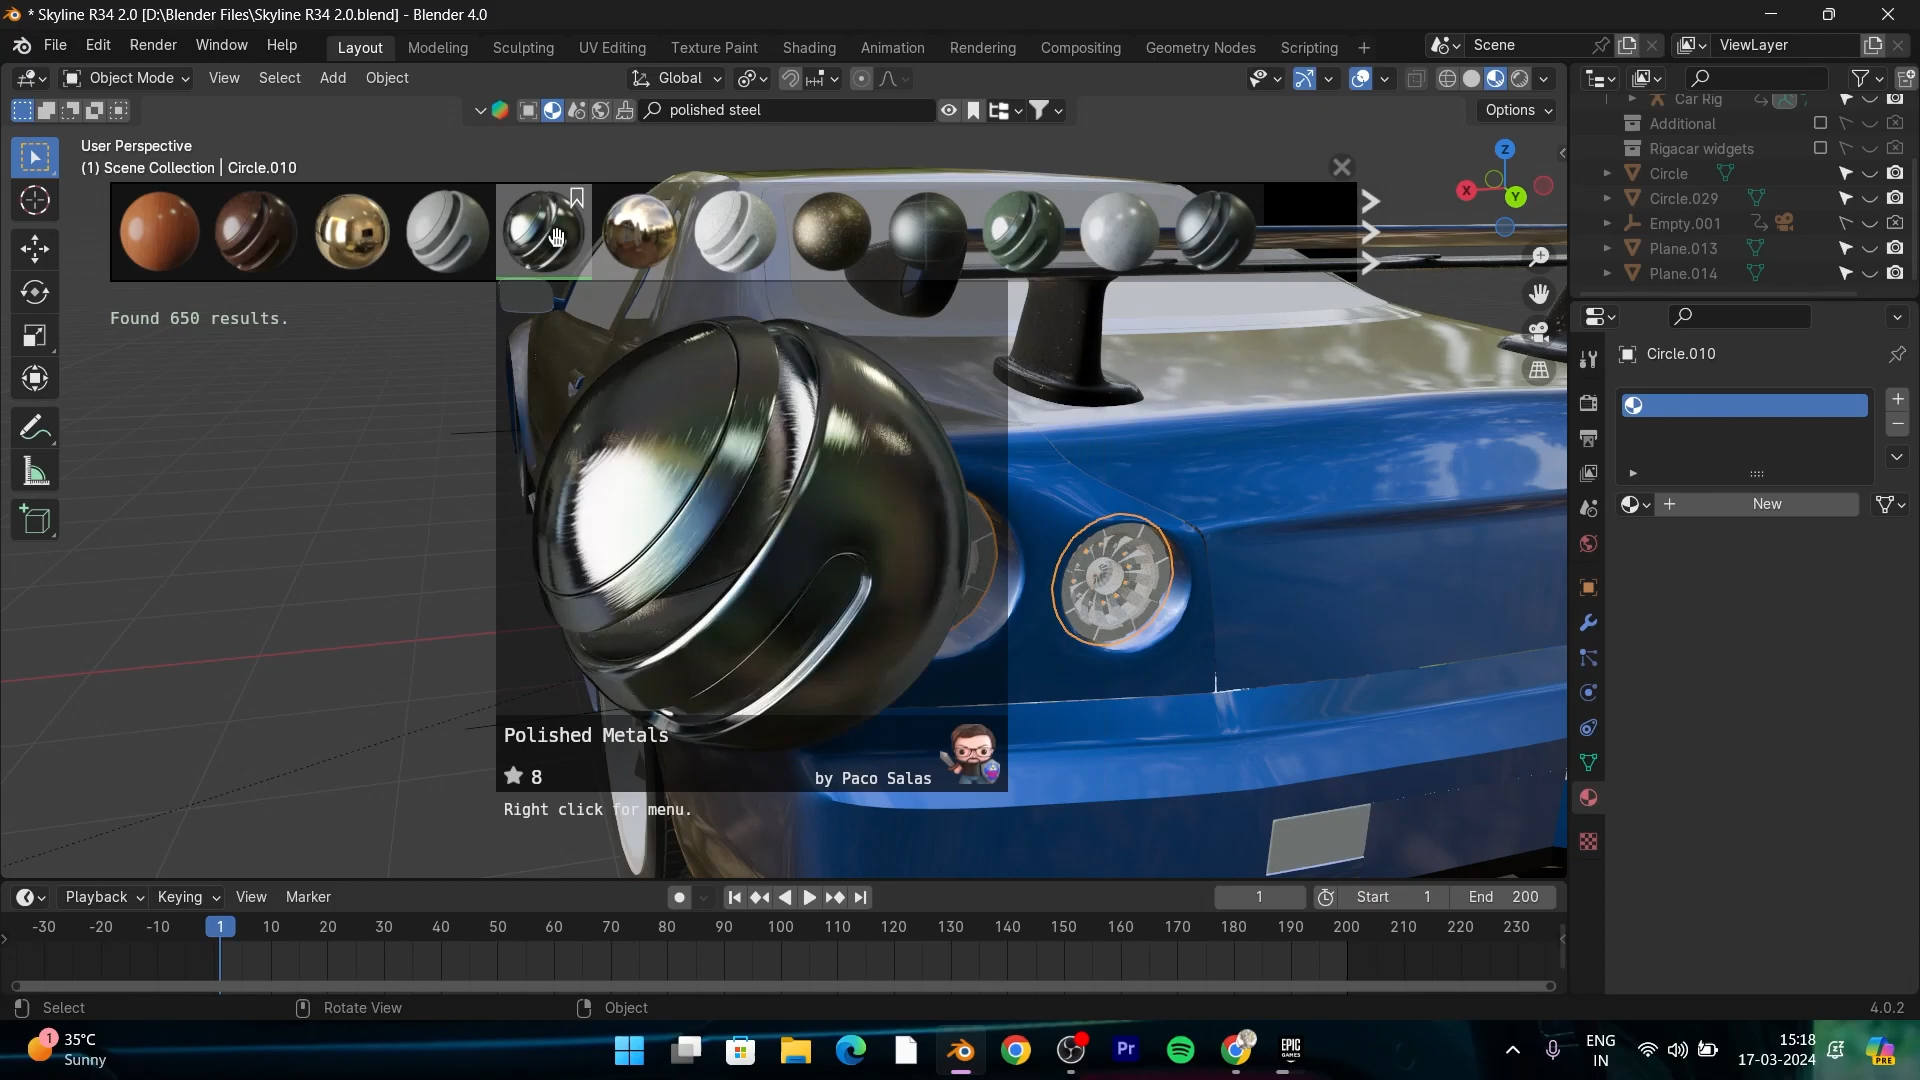 * Skyline R34 2.0 [D:\Blender Files\Skyline R34 2.0.blend] - Blender 4.0
File Edit Render Window Help
Layout Modeling Sculpting UV Editing Texture Paint Shading Animation Rendering Compositing Geometry Nodes Scripting +
Scene
ViewLayer
Object Mode View Select Add Object
Global
polished steel
Options
User Perspective
(1) Scene Collection | Circle.010
Z
X
Y
Found 650 results.
Polished Metals
8
by Paco Salas
Right click for menu.
Car Rig
Additional
Rigacar widgets
Circle
Circle.029
Empty.001
Plane.013
Plane.014
Circle.010
New
Playback Keying View Marker
1
Start 1
End 200
-30 -20 -10 1 10 20 30 40 50 60 70 80 90 100 110 120 130 140 150 160 170 180 190 200 210 220 230
Select
Rotate View
Object
4.0.2
1
35°C
Sunny
Pr
EPIC
GAMES
ENG
IN
15:18
17-03-2024
PRE